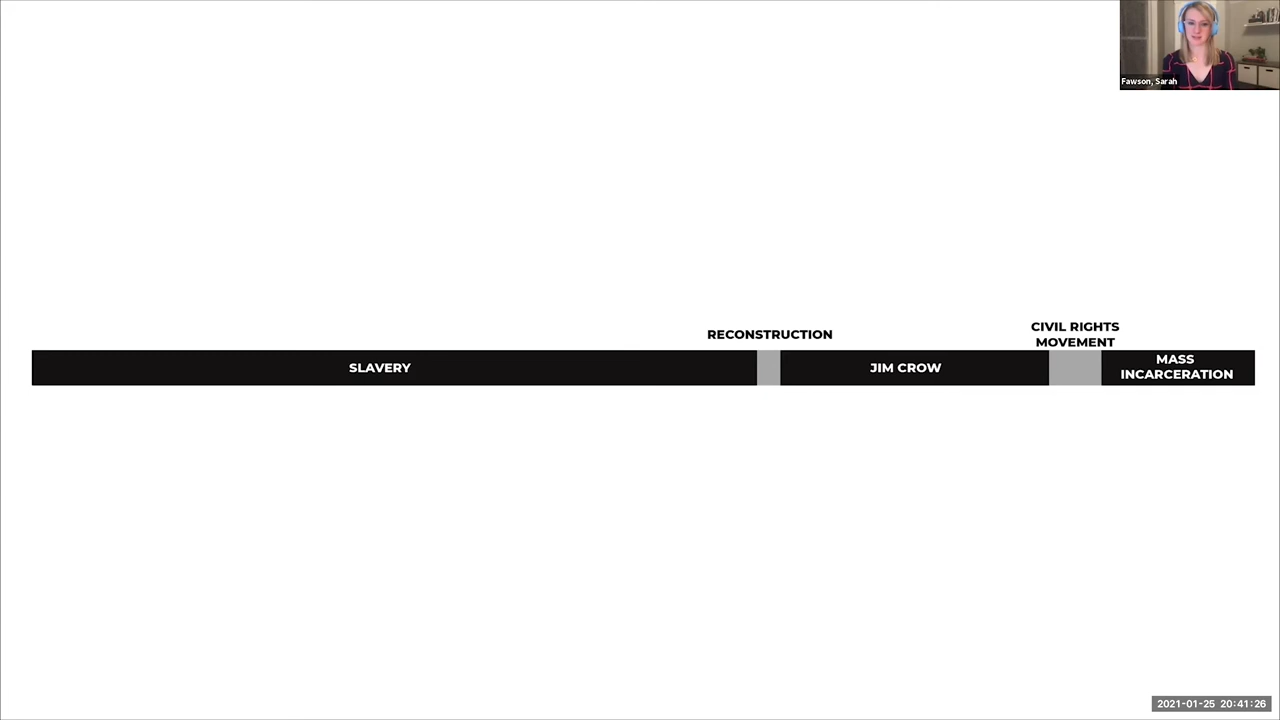 Fawson, Sarah
RECONSTRUCTION
CIVIL RIGHTS
MOVEMENT
SLAVERY
JIM CROW
MASS
INCARCERATION
2021-01-25 20:41:26